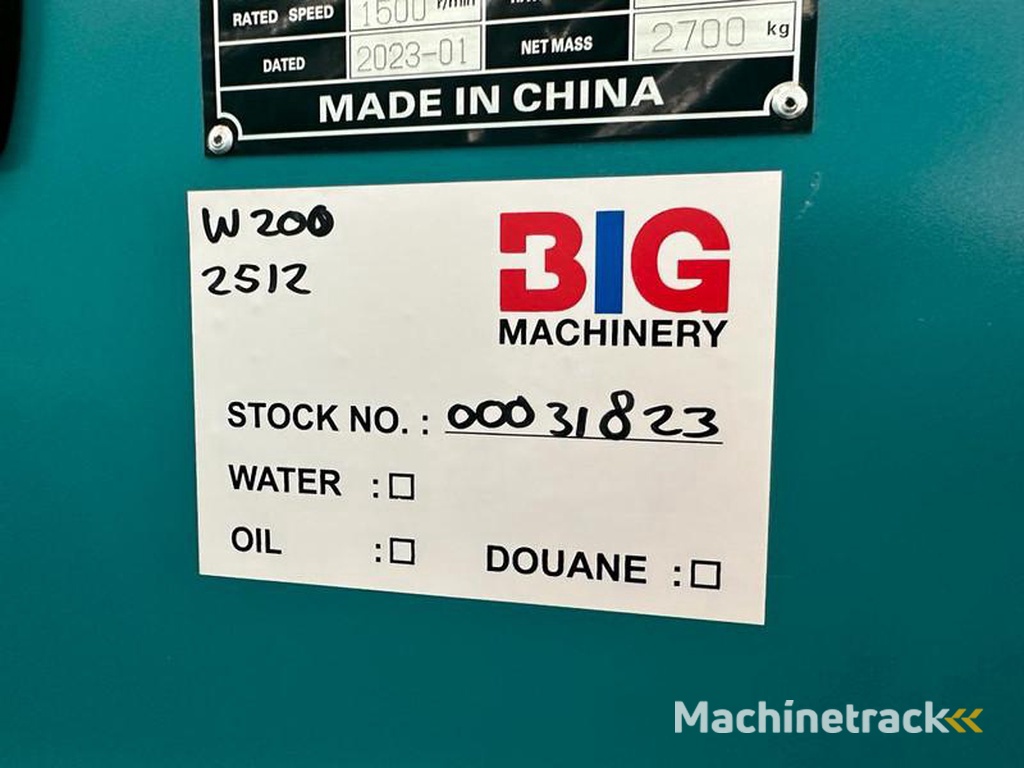 RATED SPEED 1500 r/min
DATED 2023-01 NET MASS 2700 kg
MADE IN CHINA
W200
2512
BIG
MACHINERY
STOCK NO. : 00031823
WATER :☐
OIL :☐ DOUANE :☐
Machinetrack